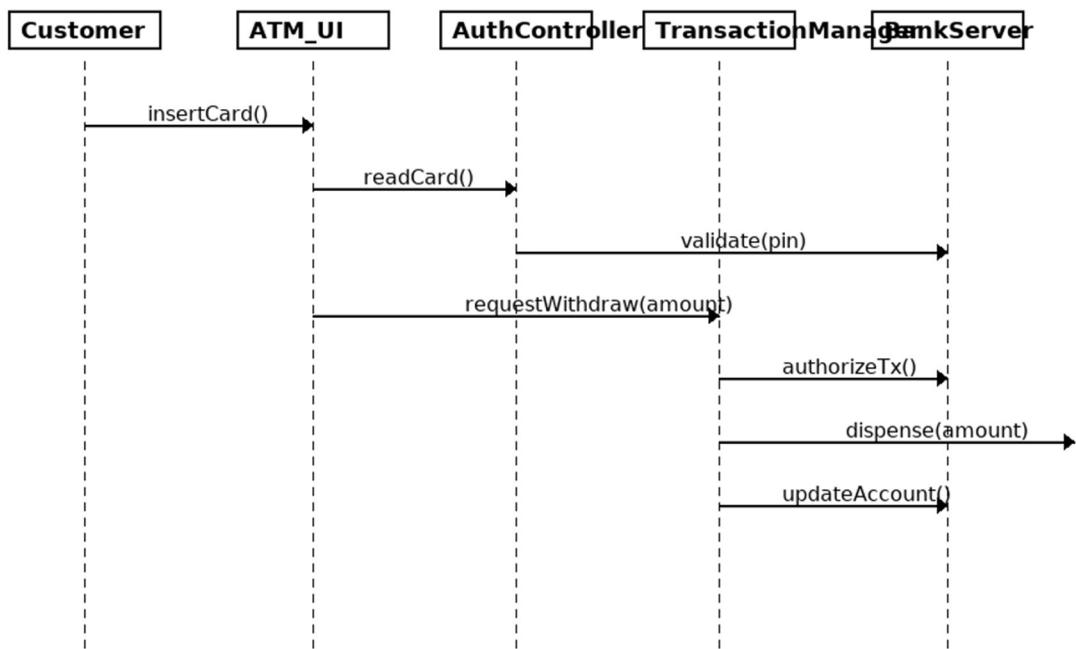 Customer
ATM_UI
AuthController
TransactionManager
BankServer
insertCard()
readCard()
validate(pin)
requestWithdraw(amount)
authorizeTx()
dispense(amount)
updateAccount()